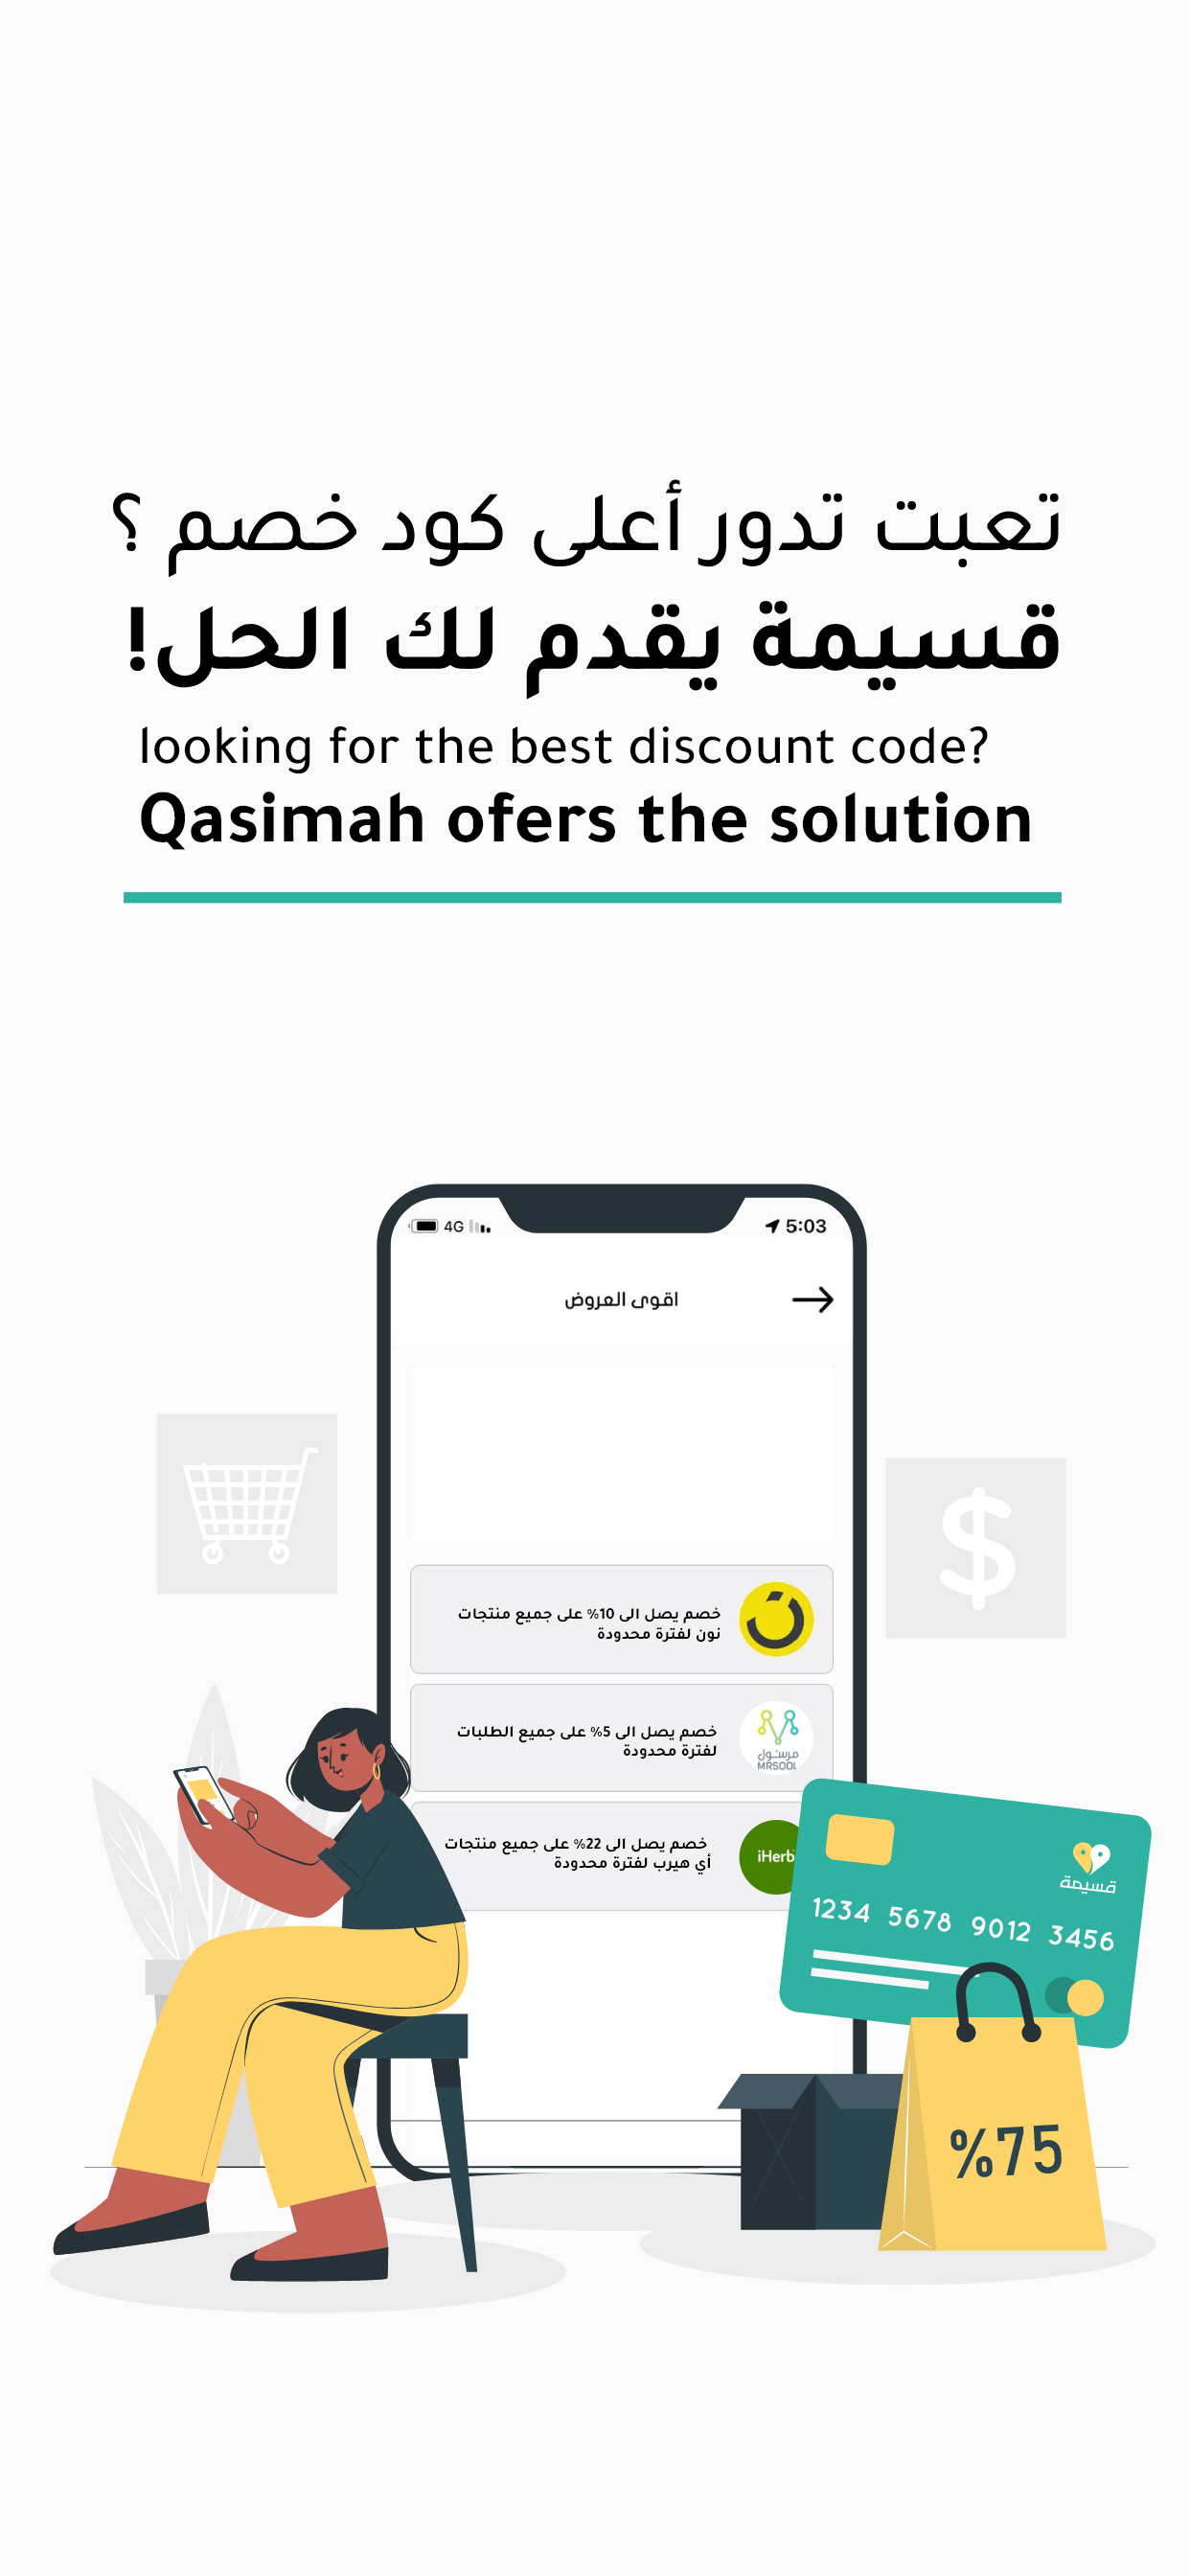 تعبت تدور أعلى كود خصم ؟
قسيمة يقدم لك الحل!
looking for the best discount code?
Qasimah ofers the solution
4G
5:03
اقوى العروض
خصم يصل الى 10% على جميع منتجات
نون لفترة محدودة
خصم يصل الى 5% على جميع الطلبات
لفترة محدودة
مرسول
MRSOOL
خصم يصل الى 22% على جميع منتجات
أي هيرب لفترة محدودة
iHerb
قسيمة
1234 5678 9012 3456
%75